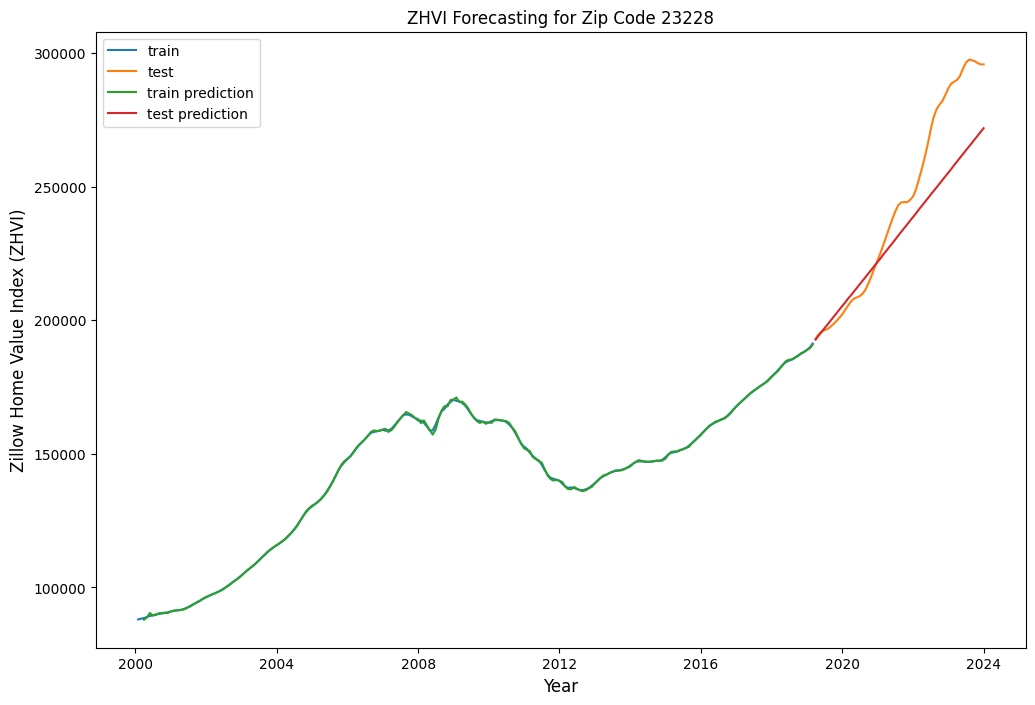 ZHVI Forecasting for Zip Code 23228
train
test
train prediction
test prediction
Zillow Home Value Index (ZHVI)
300000
250000
200000
150000
100000
2000 2004 2008 2012 2016 2020 2024
Year